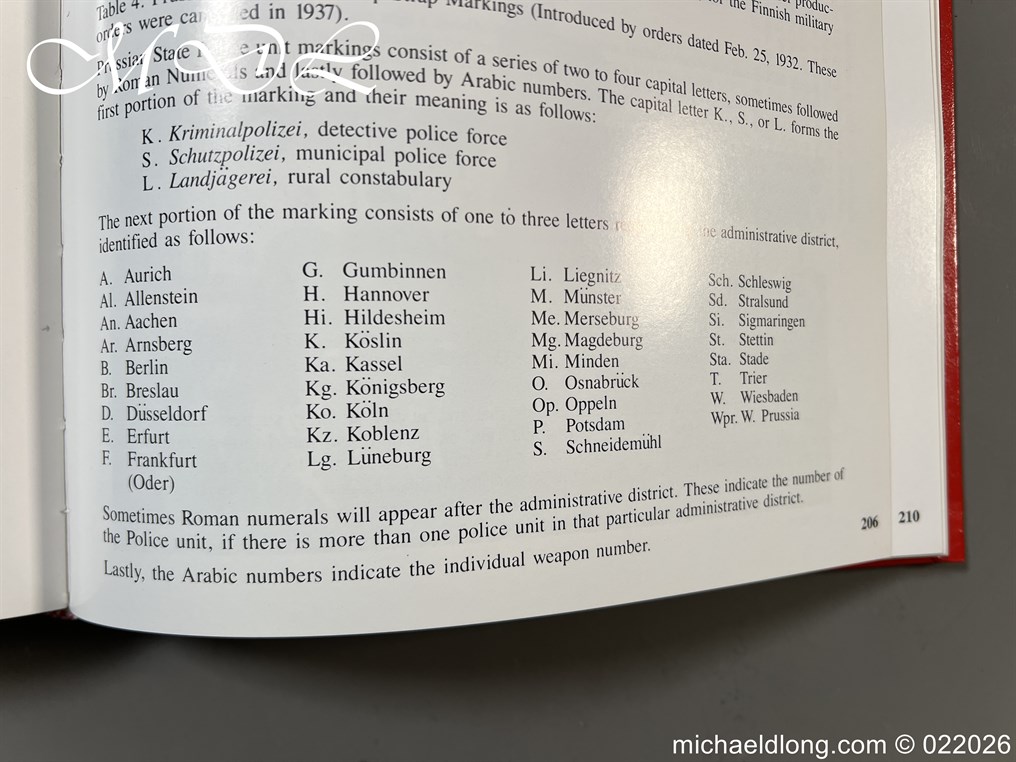 the Finnish military
Table 4. Markings (Introduced by orders dated Feb. 25, 1932. These
orders were in 1937).
Prussian State unit markings consist of a series of two to four capital letters, sometimes followed
by Roman Numerals and lastly followed by Arabic numbers. The capital letter K., S., or L. forms the
first portion of the marking and their meaning is as follows:
K. Kriminalpolizei, detective police force
S. Schutzpolizei, municipal police force
L. Landjägerei, rural constabulary
The next portion of the marking consists of one to three letters administrative district,
identified as follows:
A. Aurich
Al. Allenstein
An. Aachen
Ar. Arnsberg
B. Berlin
Br. Breslau
D. Düsseldorf
E. Erfurt
F. Frankfurt
(Oder)
G. Gumbinnen
H. Hannover
Hi. Hildesheim
K. Köslin
Ka. Kassel
Kg. Königsberg
Ko. Köln
Kz. Koblenz
Lg. Lüneburg
Li. Liegnitz
M. Münster
Me. Merseburg
Mg. Magdeburg
Mi. Minden
O. Osnabrück
Op. Oppeln
P. Potsdam
S. Schneidemühl
Sch. Schleswig
Sd. Stralsund
Si. Sigmaringen
St. Stettin
Sta. Stade
T. Trier
W. Wiesbaden
Wpr. W. Prussia
Sometimes Roman numerals will appear after the administrative district. These indicate the number of
the Police unit, if there is more than one police unit in that particular administrative district.
Lastly, the Arabic numbers indicate the individual weapon number.
206 210
MDL
michaeldlong.com © 022026